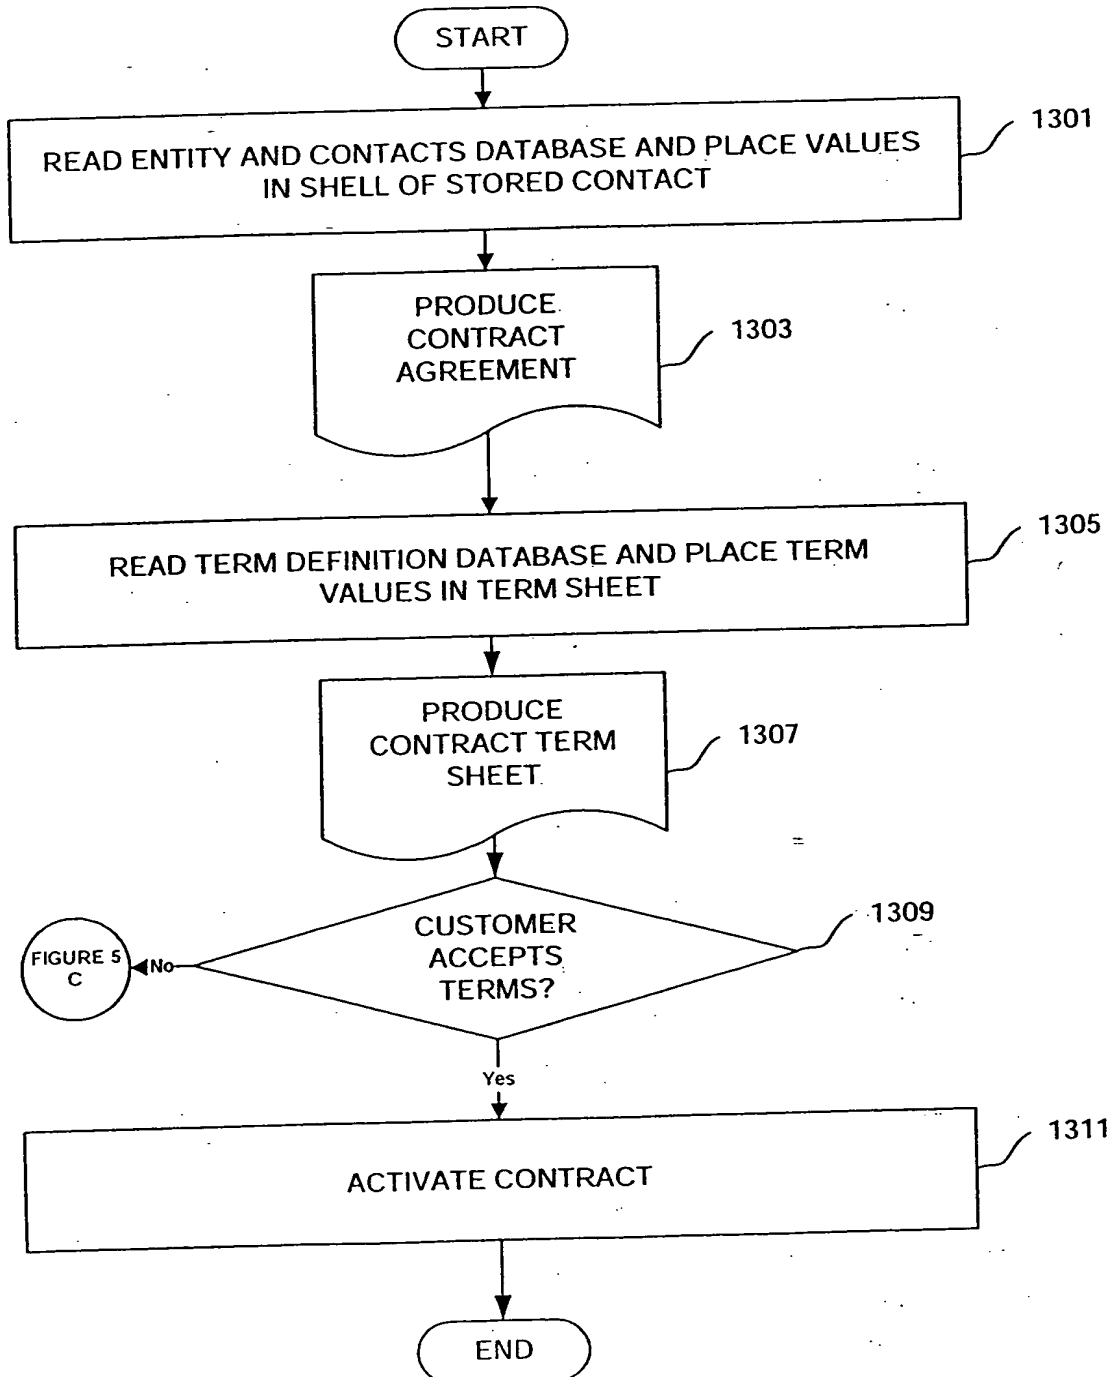 START
READ ENTITY AND CONTACTS DATABASE AND PLACE VALUES
IN SHELL OF STORED CONTACT
1301
PRODUCE
CONTRACT
AGREEMENT
1303
READ TERM DEFINITION DATABASE AND PLACE TERM
VALUES IN TERM SHEET
1305
PRODUCE
CONTRACT TERM
SHEET
1307
CUSTOMER
ACCEPTS
TERMS?
1309
No
FIGURE 5
C
Yes
ACTIVATE CONTRACT
1311
END